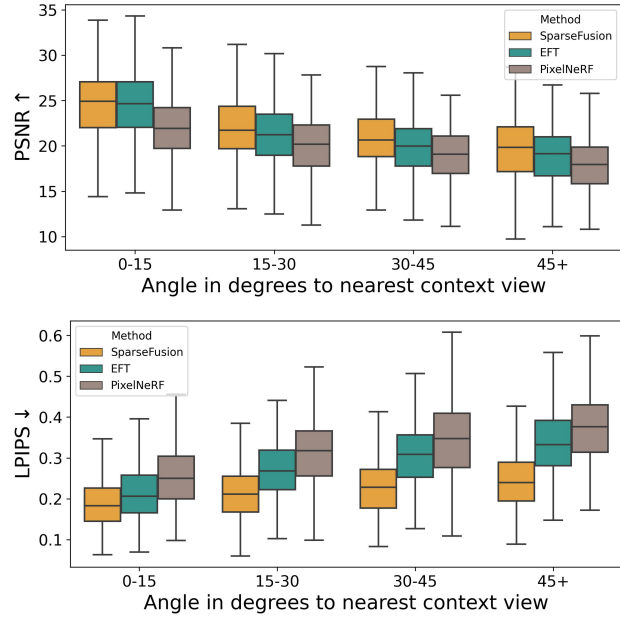 35
30
25
20
15
10
PSNR ↑
Method
SparseFusion
EFT
PixelNeRF
0-15 15-30 30-45 45+
Angle in degrees to nearest context view
0.6
0.5
0.4
0.3
0.2
0.1
LPIPS ↓
Method
SparseFusion
EFT
PixelNeRF
0-15 15-30 30-45 45+
Angle in degrees to nearest context view